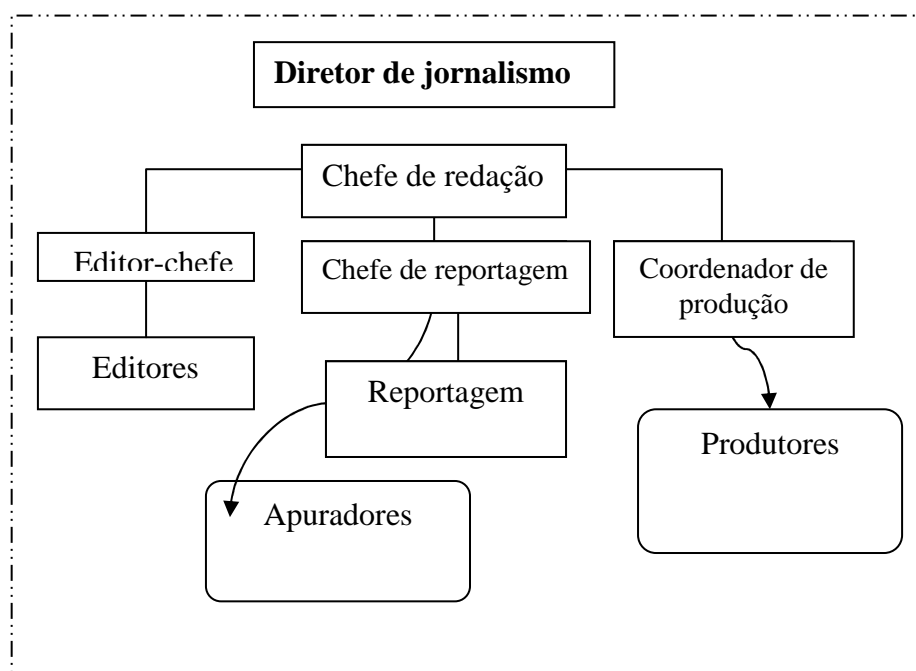 Diretor de jornalismo
Chefe de redação
Editor-chefe
Chefe de reportagem
Coordenador de
produção
Editores
Reportagem
Produtores
Apuradores